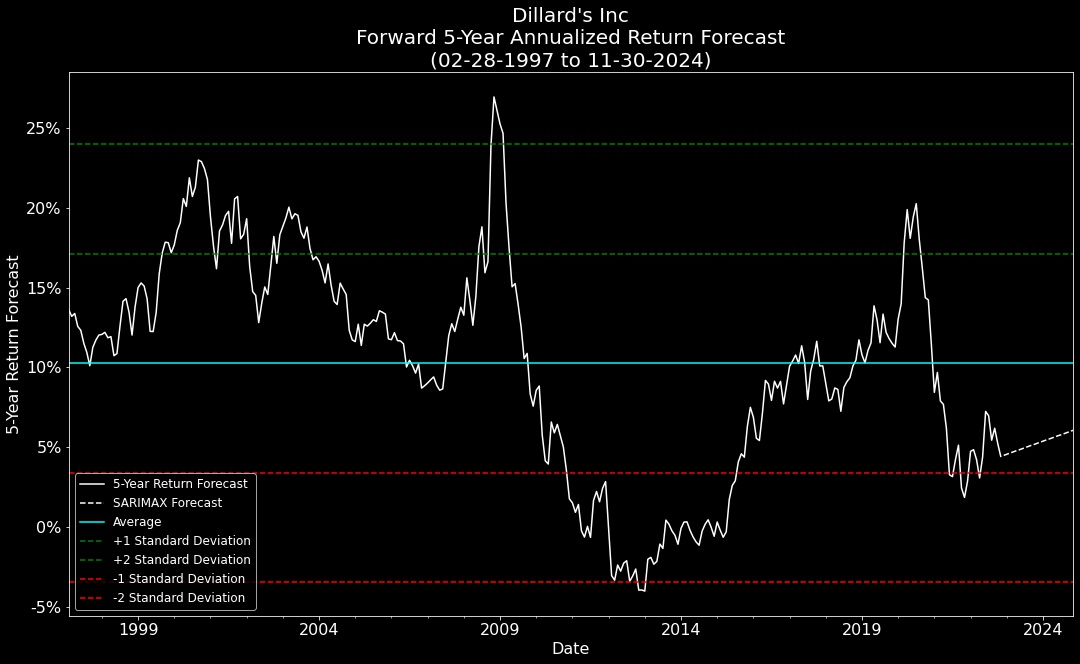 Dillard's Inc
Forward 5-Year Annualized Return Forecast
(02-28-1997 to 11-30-2024)
5-Year Return Forecast
25%
20%
15%
10%
5%
0%
-5%
5-Year Return Forecast
SARIMAX Forecast
Average
+1 Standard Deviation
+2 Standard Deviation
-1 Standard Deviation
-2 Standard Deviation
1999 2004 2009 2014 2019 2024
Date